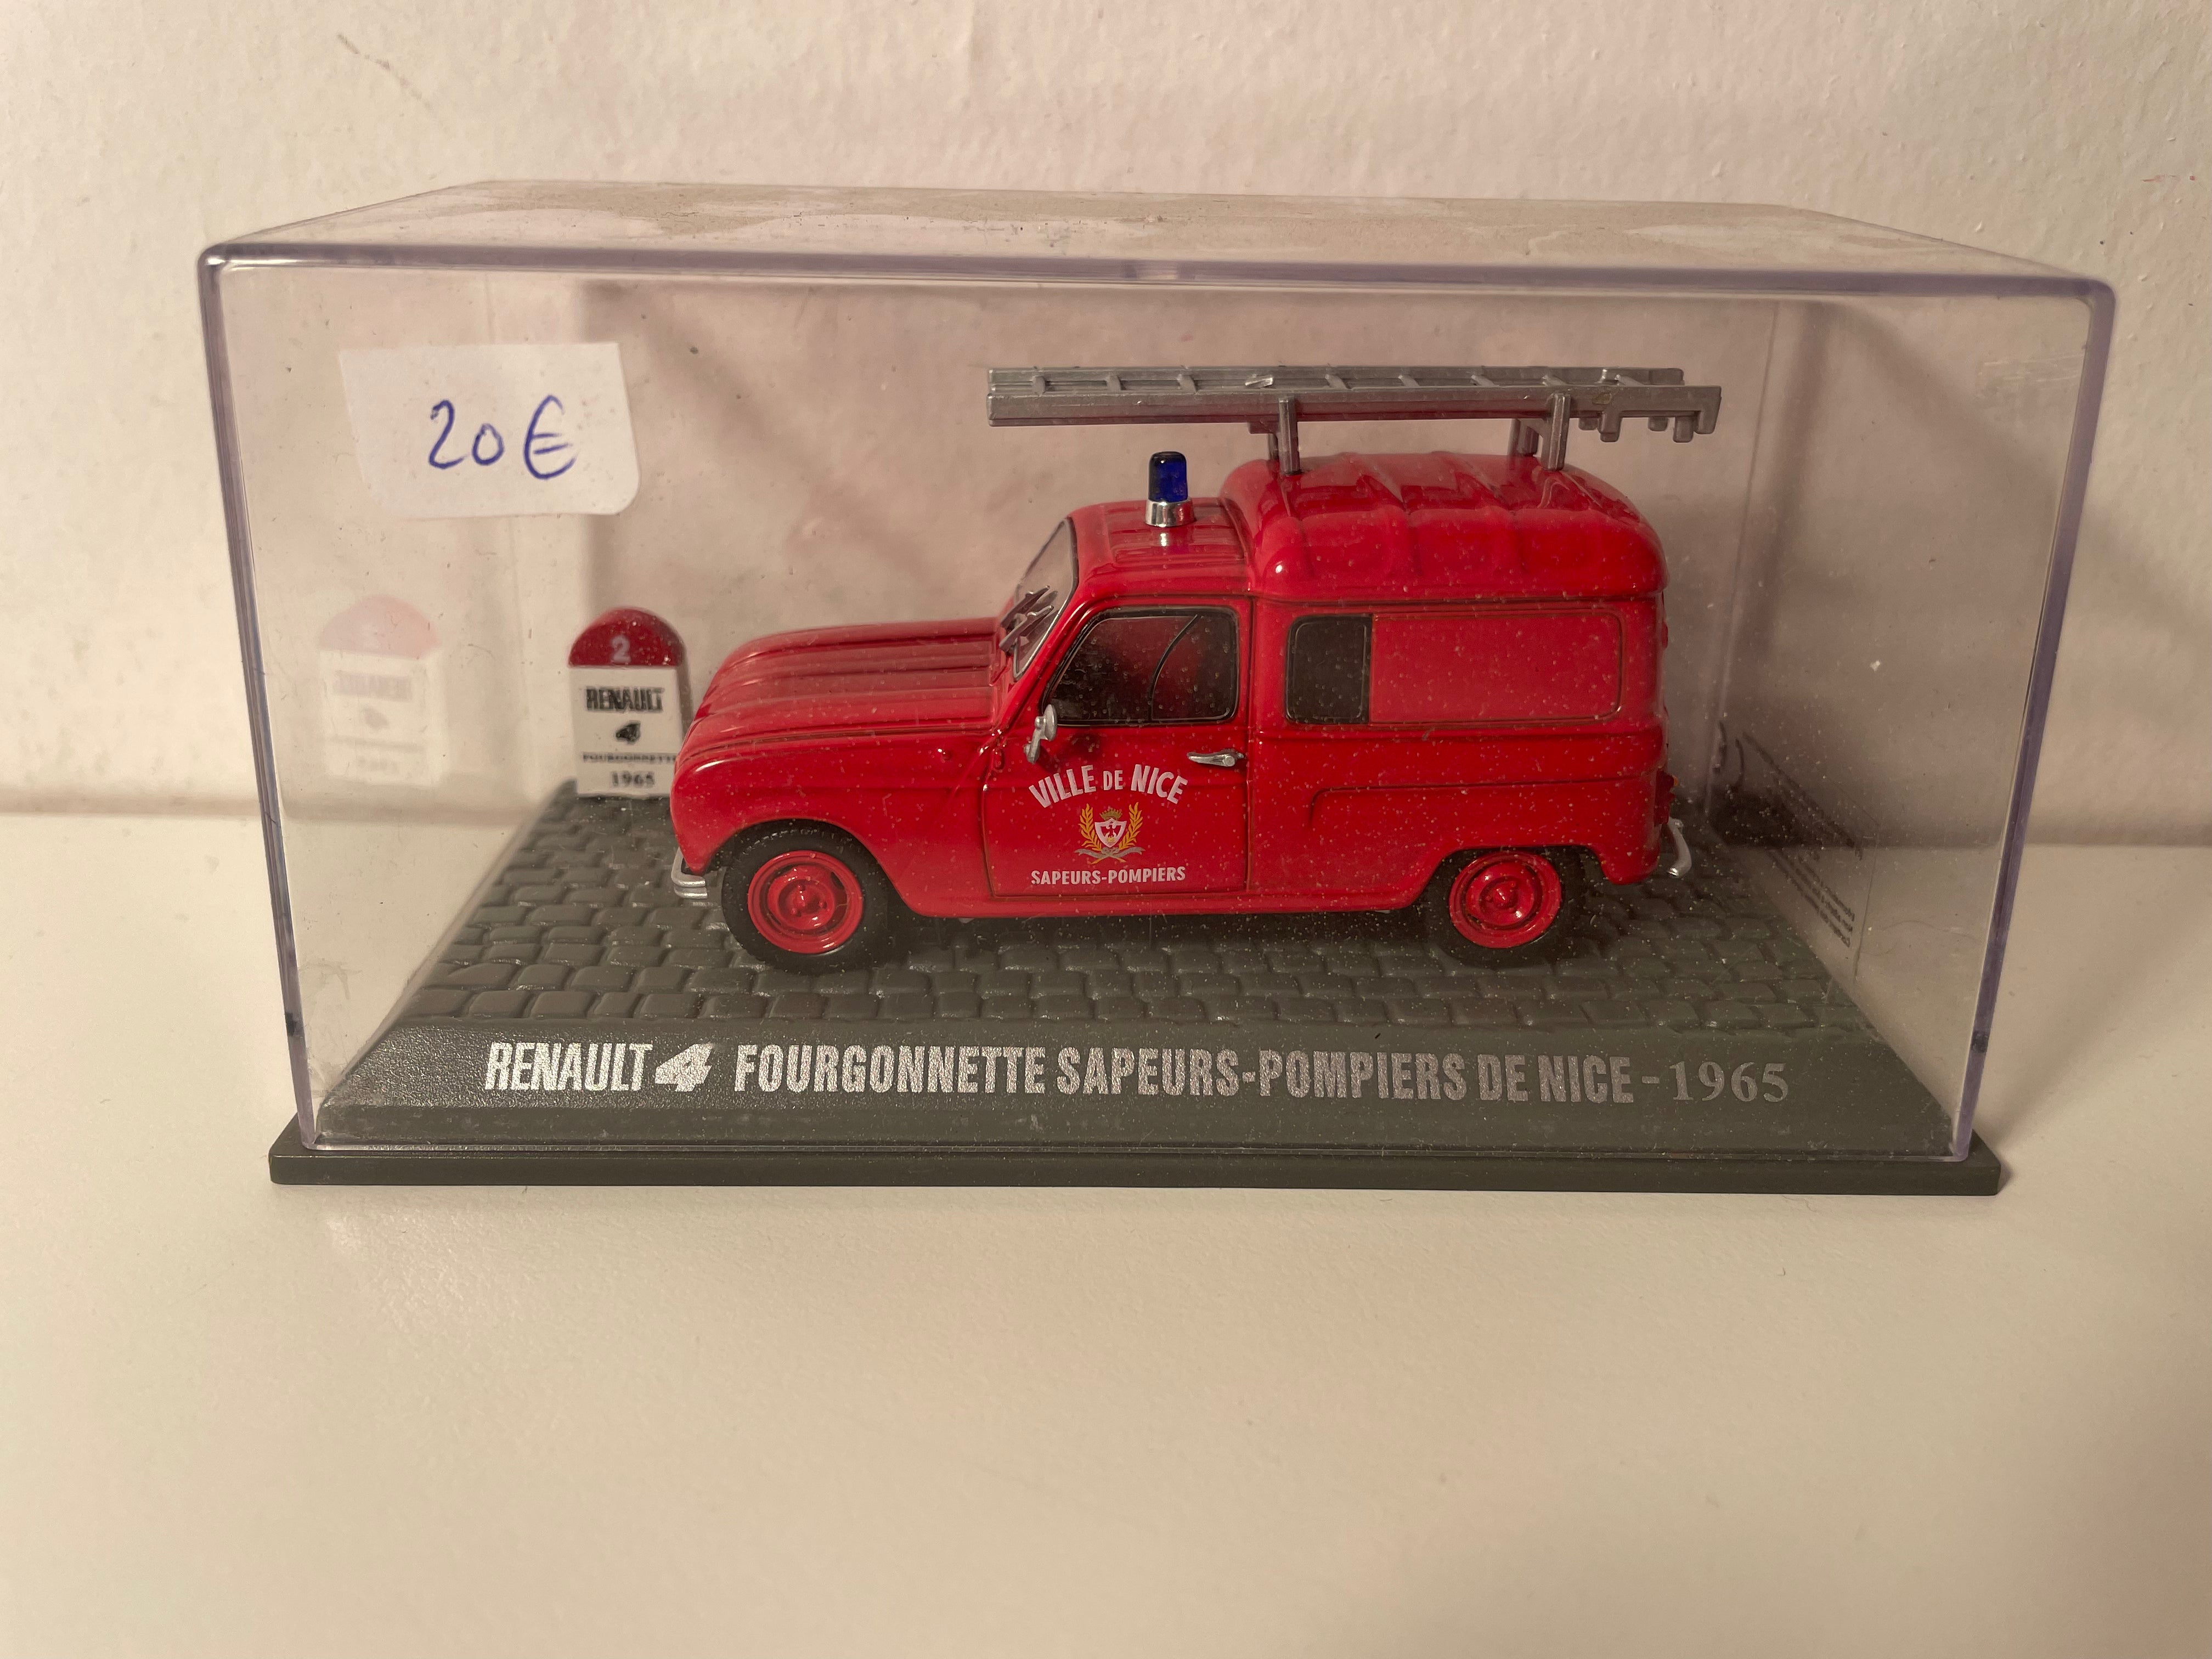 20€
2
RENAULT
4
FOURGONNETTE
1965
VILLE DE NICE
SAPEURS-POMPIERS
RENAULT 4 FOURGONNETTE SAPEURS-POMPIERS DE NICE - 1965